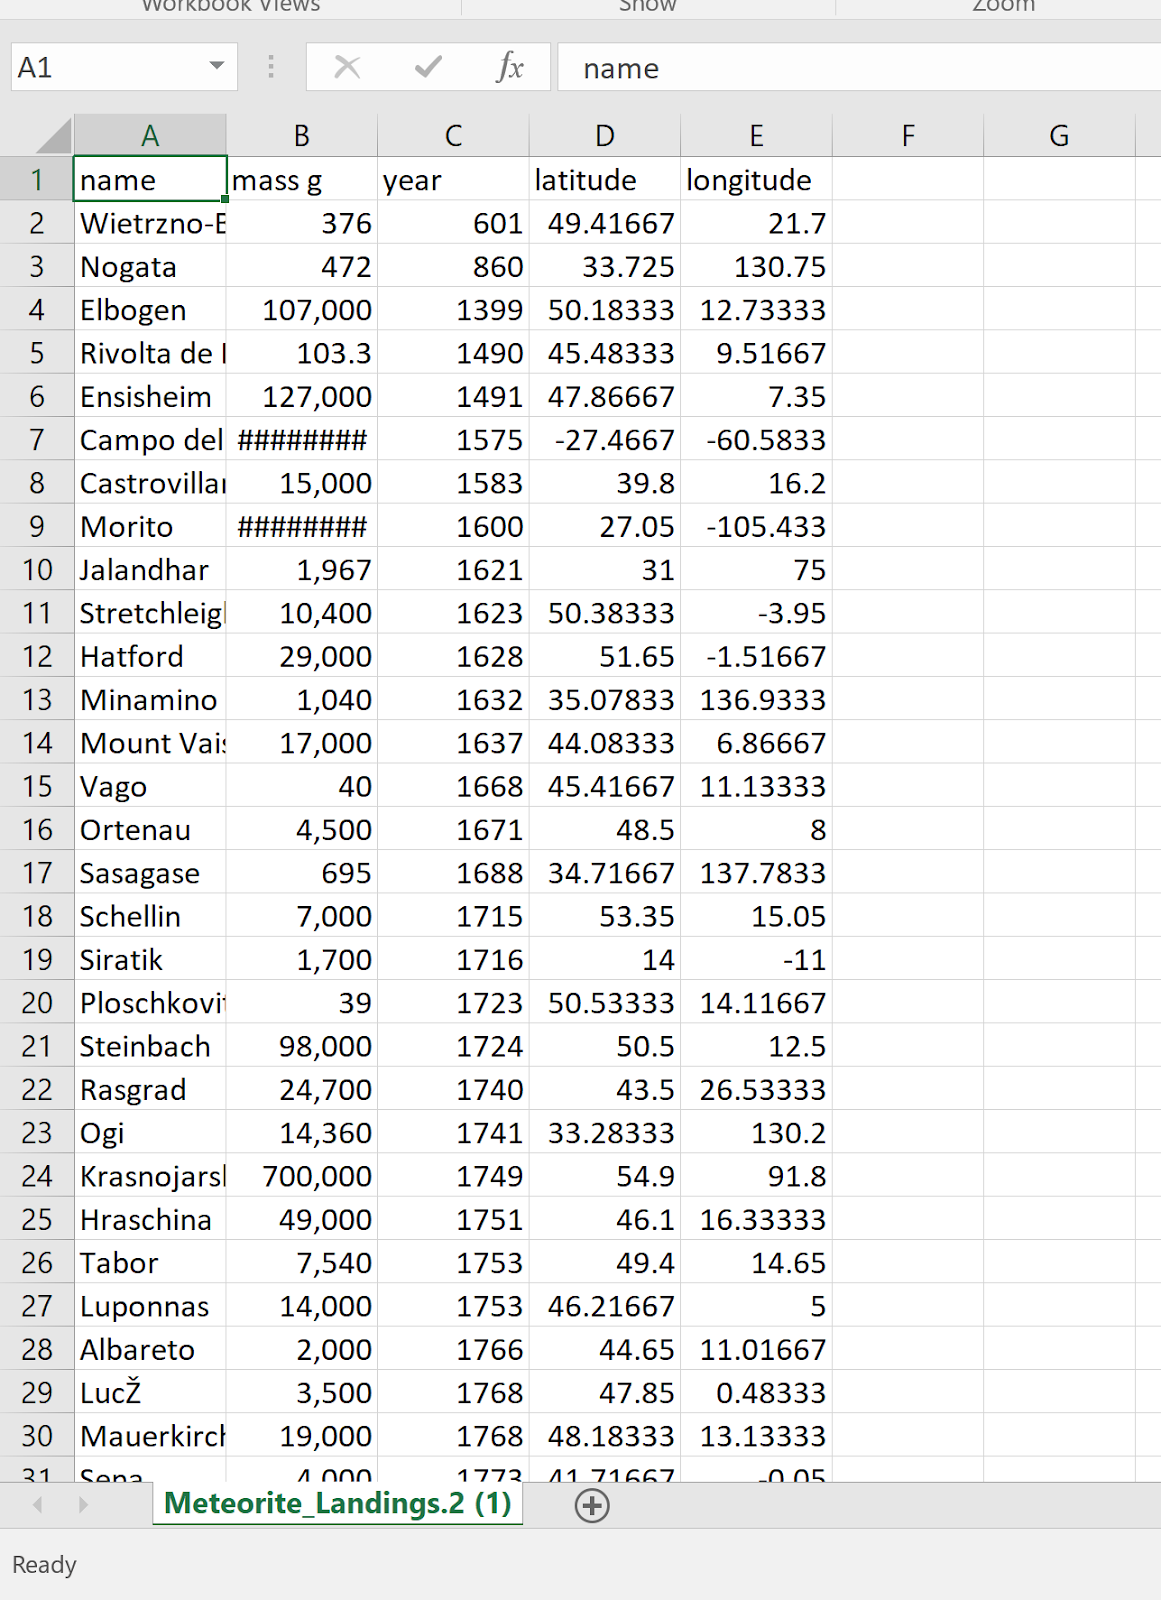 Workbook Views Show Zoom
A1 fx name
A B C D E F G
1 name mass g year latitude longitude
2 Wietrzno-B 376 601 49.41667 21.7
3 Nogata 472 860 33.725 130.75
4 Elbogen 107,000 1399 50.18333 12.73333
5 Rivolta de 103.3 1490 45.48333 9.51667
6 Ensisheim 127,000 1491 47.86667 7.35
7 Campo del ######## 1575 -27.4667 -60.5833
8 Castrovillar 15,000 1583 39.8 16.2
9 Morito ######## 1600 27.05 -105.433
10 Jalandhar 1,967 1621 31 75
11 Stretchleigl 10,400 1623 50.38333 -3.95
12 Hatford 29,000 1628 51.65 -1.51667
13 Minamino 1,040 1632 35.07833 136.9333
14 Mount Vais 17,000 1637 44.08333 6.86667
15 Vago 40 1668 45.41667 11.13333
16 Ortenau 4,500 1671 48.5 8
17 Sasagase 695 1688 34.71667 137.7833
18 Schellin 7,000 1715 53.35 15.05
19 Siratik 1,700 1716 14 -11
20 Ploschkovit 39 1723 50.53333 14.11667
21 Steinbach 98,000 1724 50.5 12.5
22 Rasgrad 24,700 1740 43.5 26.53333
23 Ogi 14,360 1741 33.28333 130.2
24 Krasnojarsl 700,000 1749 54.9 91.8
25 Hraschina 49,000 1751 46.1 16.33333
26 Tabor 7,540 1753 49.4 14.65
27 Luponnas 14,000 1753 46.21667 5
28 Albareto 2,000 1766 44.65 11.01667
29 LucŽ 3,500 1768 47.85 0.48333
30 Mauerkirch 19,000 1768 48.18333 13.13333
31 Sena 4,000 1773 41.71667 -0.05
Meteorite_Landings.2 (1)
Ready